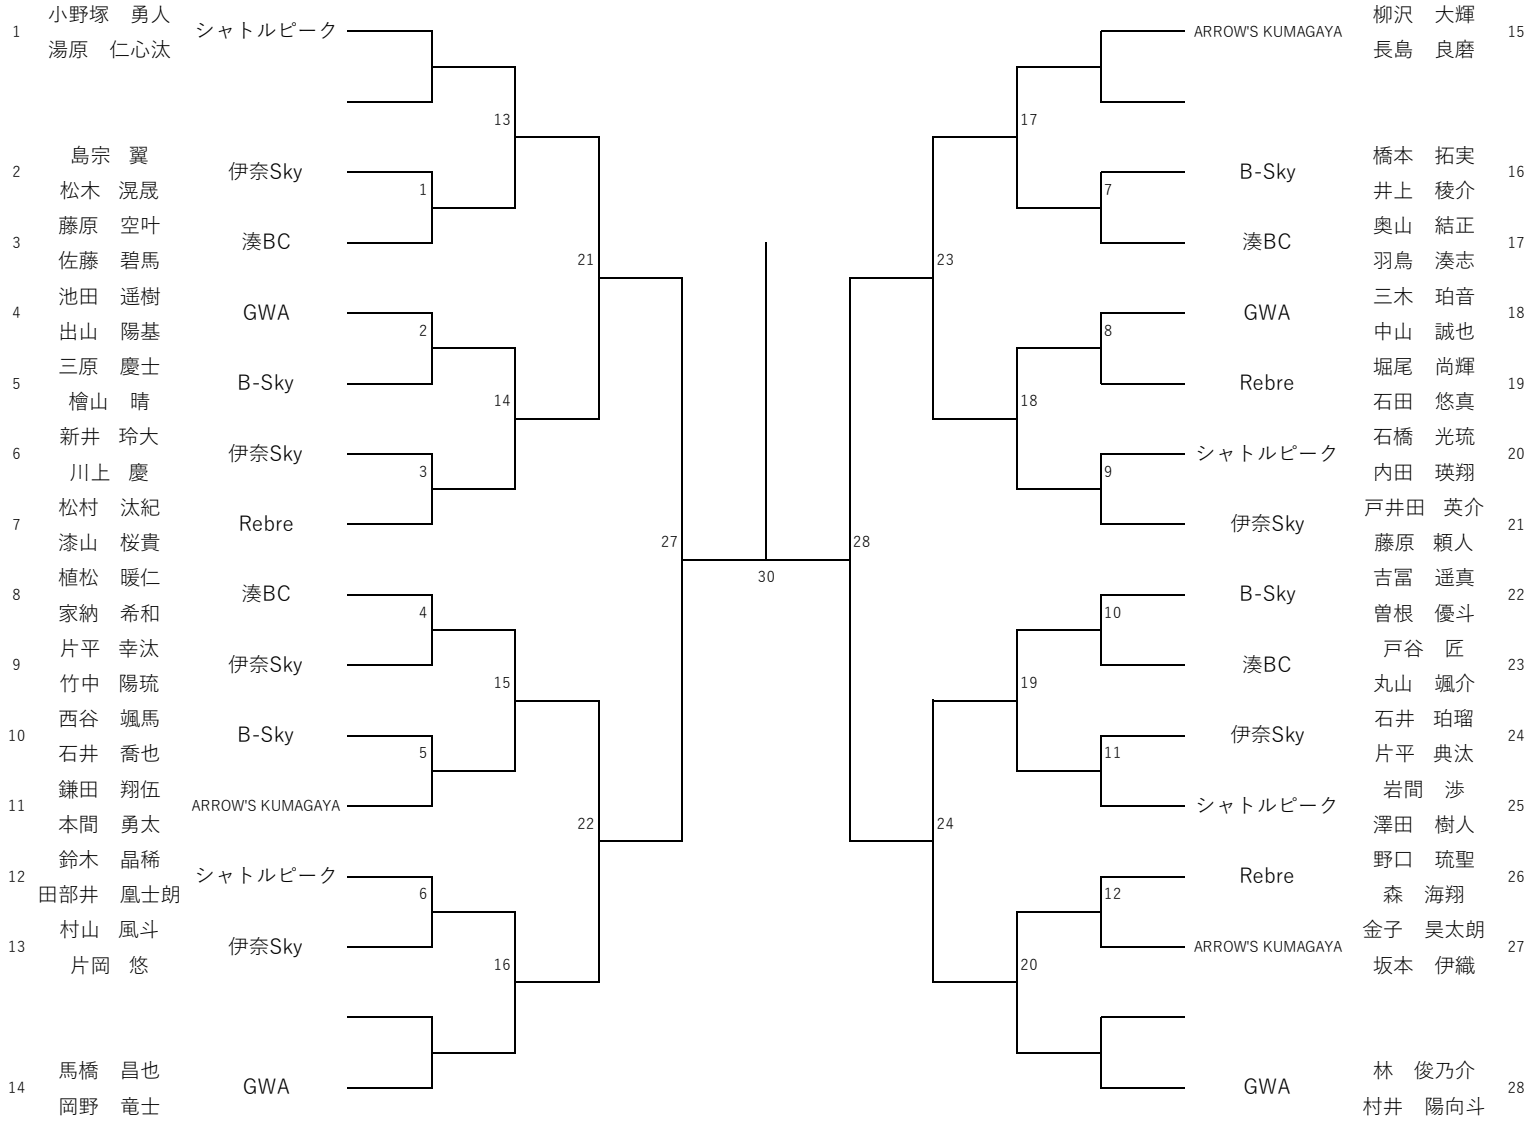 1 小野塚　勇人 シャトルピーク
湯原　仁心汰
2 島宗　翼 伊奈Sky
松木　滉晟
3 藤原　空叶 湊BC
佐藤　碧馬
4 池田　遥樹 GWA
出山　陽基
5 三原　慶士 B-Sky
檜山　晴
6 新井　玲大 伊奈Sky
川上　慶
7 松村　汰紀 Rebre
漆山　桜貴
8 植松　暖仁 湊BC
家納　希和
9 片平　幸汰 伊奈Sky
竹中　陽琉
10 西谷　颯馬 B-Sky
石井　喬也
11 鎌田　翔伍 ARROW'S KUMAGAYA
本間　勇太
12 鈴木　晶稀 シャトルピーク
田部井　凰士朗
13 村山　風斗 伊奈Sky
片岡　悠
14 馬橋　昌也 GWA
岡野　竜士
1
2
3
4
5
6
13
14
15
16
21
22
27
30
28
23
24
17
18
19
20
7
8
9
10
11
12
ARROW'S KUMAGAYA 柳沢　大輝 15
長島　良磨
B-Sky 橋本　拓実 16
井上　稜介
湊BC 奥山　結正 17
羽鳥　湊志
GWA 三木　珀音 18
中山　誠也
Rebre 堀尾　尚輝 19
石田　悠真
シャトルピーク 石橋　光琉 20
内田　瑛翔
伊奈Sky 戸井田　英介 21
藤原　頼人
B-Sky 吉冨　遥真 22
曽根　優斗
湊BC 戸谷　匠 23
丸山　颯介
伊奈Sky 石井　珀瑠 24
片平　典汰
シャトルピーク 岩間　渉 25
澤田　樹人
Rebre 野口　琉聖 26
森　海翔
ARROW'S KUMAGAYA 金子　昊太朗 27
坂本　伊織
GWA 林　俊乃介 28
村井　陽向斗